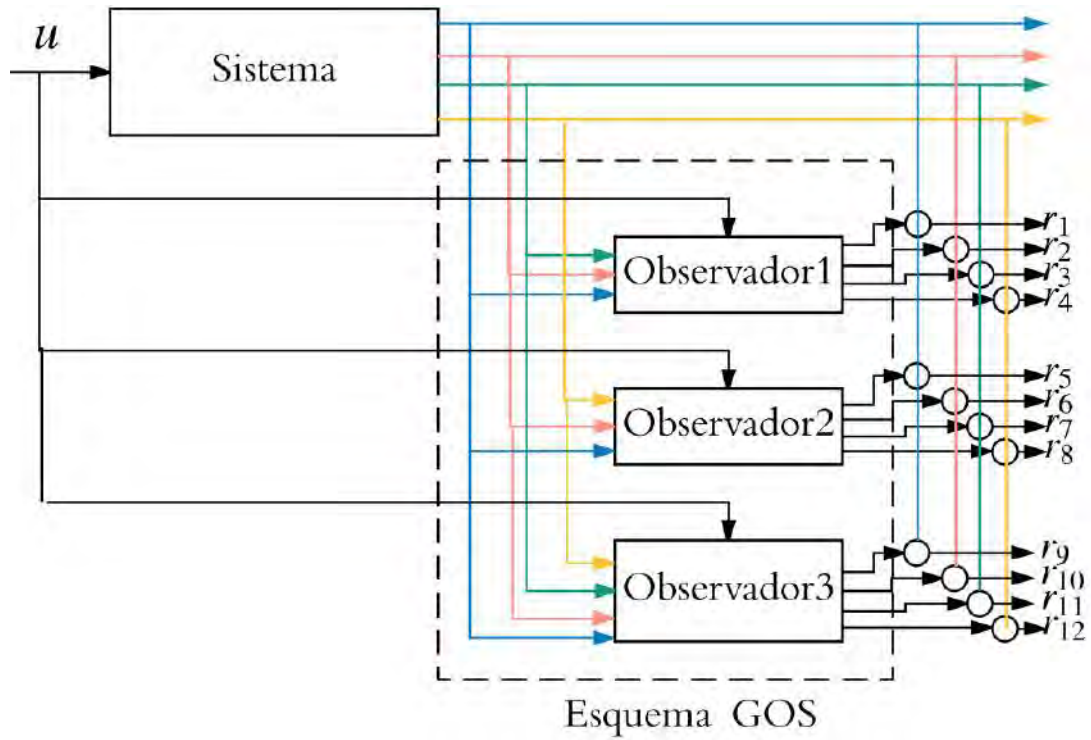 u
Sistema
Observador1
r1
r2
r3
r4
Observador2
r5
r6
r7
r8
Observador3
r9
r10
r11
r12
Esquema GOS